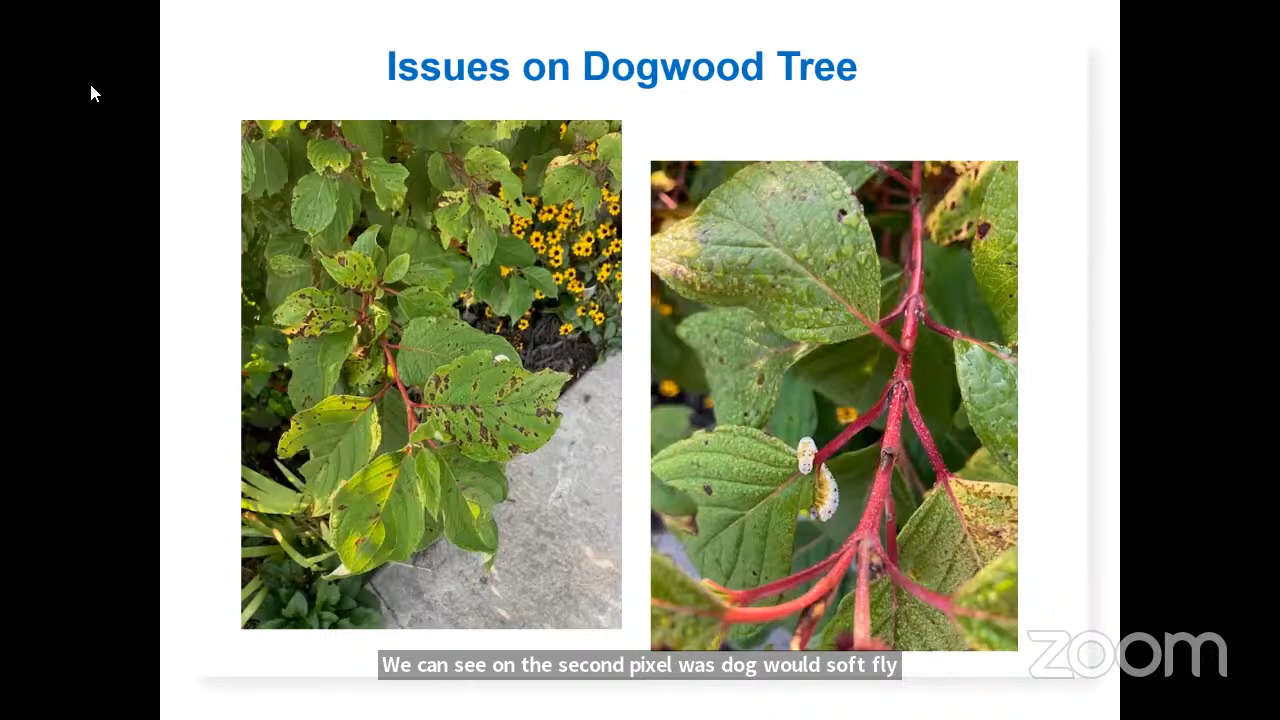 Issues on Dogwood Tree
We can see on the second pixel was dog would soft fly
zoom